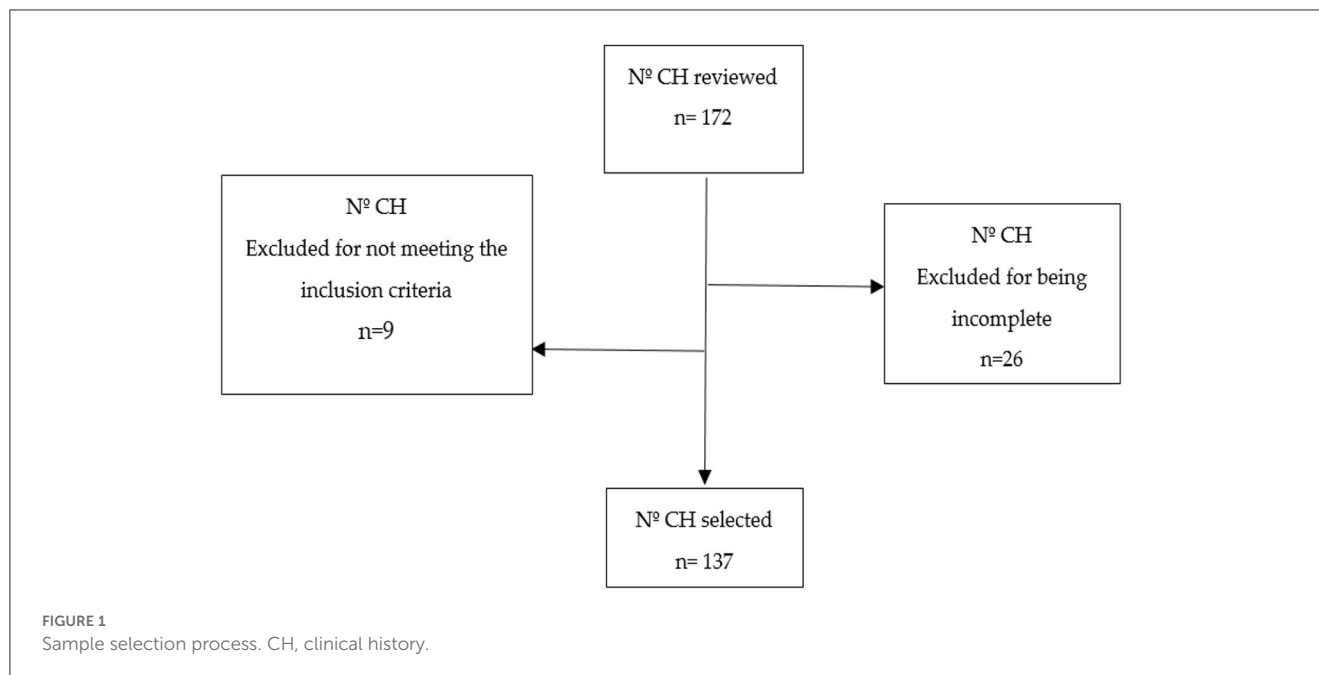 Nº CH reviewed
n= 172
Nº CH
Excluded for not meeting the
inclusion criteria
n=9
Nº CH
Excluded for being
incomplete
n=26
Nº CH selected
n= 137
FIGURE 1
Sample selection process. CH, clinical history.